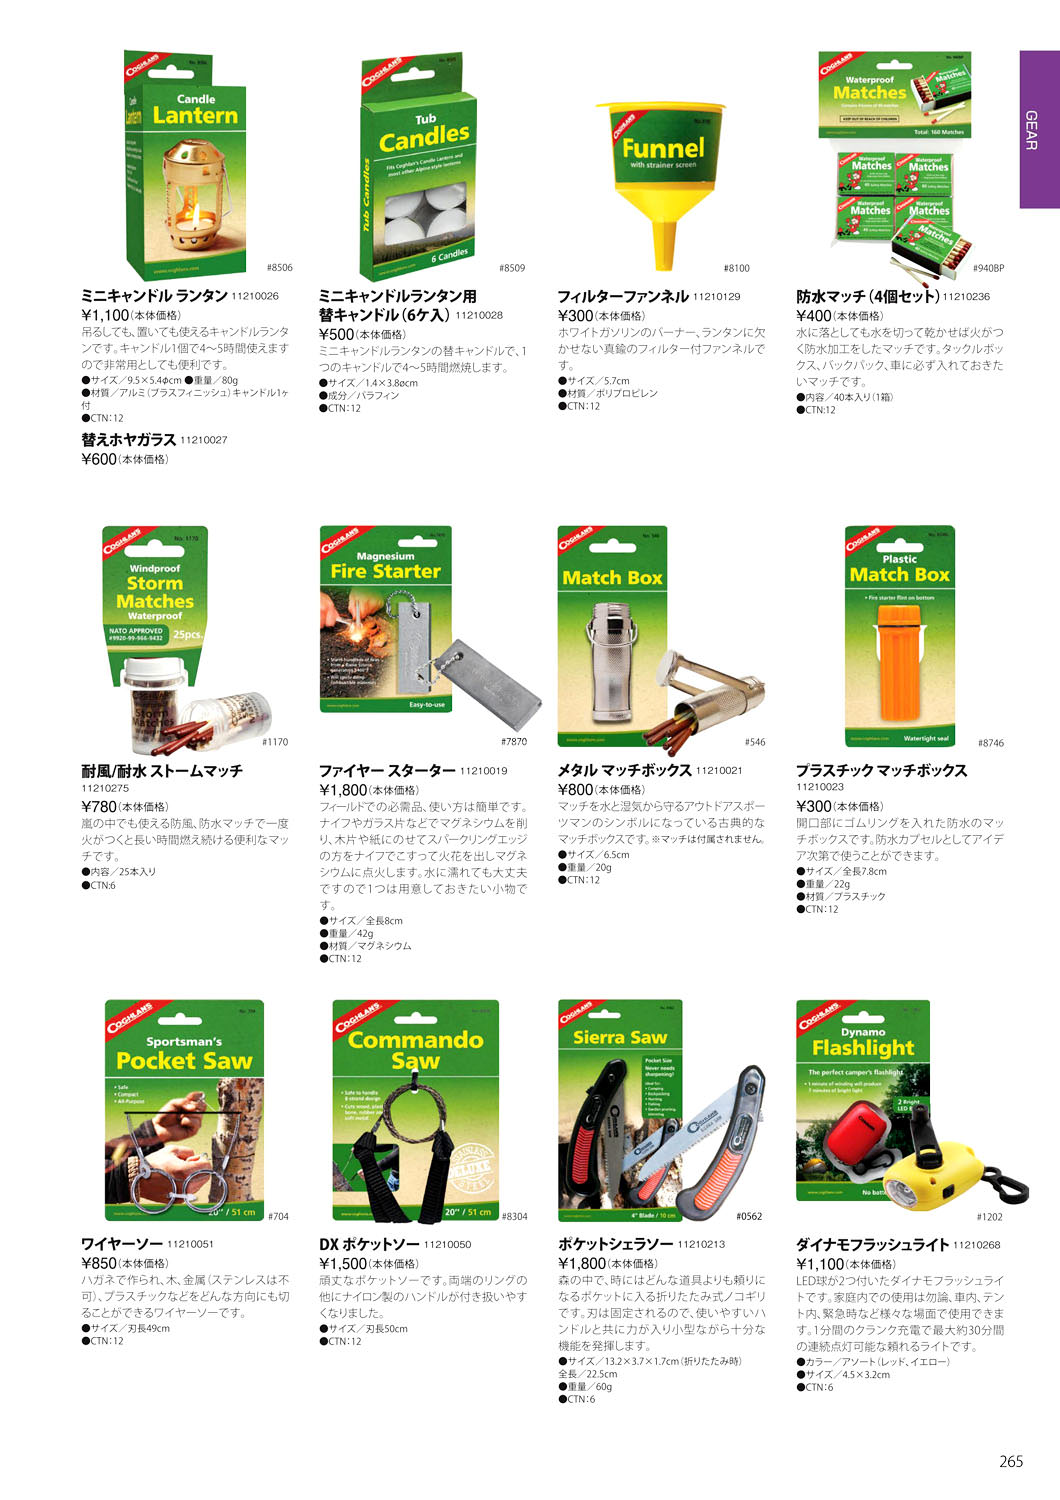 GEAR
COGHLAN'S
No. 8506
Candle
Lantern
www.coghlans.com
#8506
ミニキャンドル ランタン 11210026
¥1,100(本体価格)
吊るしても、置いても使えるキャンドルランタ
ンです。キャンドル1個で4〜5時間使えます
ので非常用としても便利です。
●サイズ／9.5×5.4φcm ●重量／80g
●材質／アルミ（ブラスフィニッシュ）キャンドル1ヶ
付
●CTN：12
替えホヤガラス 11210027
¥600(本体価格)
COGHLAN'S
Tub
Candles
Fits Coghlan's Candle Lantern and
most other Alpine style lanterns
Tub Candles
6 Candles
#8509
ミニキャンドルランタン用
替キャンドル（6ケ入） 11210028
¥500(本体価格)
ミニキャンドルランタンの替キャンドルで、1
つのキャンドルで4〜5時間燃焼します。
●サイズ／1.4×3.8øcm
●成分／パラフィン
●CTN：12
COGHLAN'S
Funnel
with strainer screen
#8100
フィルターファンネル 11210129
¥300(本体価格)
ホワイトガソリンのバーナー、ランタンに欠
かせない真鍮のフィルター付ファンネルで
す。
●サイズ／5.7cm
●材質／ポリプロピレン
●CTN：12
COGHLAN'S
Waterproof
Matches
KEEP OUT OF REACH OF CHILDREN
Total: 160 Matches
Waterproof
Matches
Waterproof
Matches
Waterproof
Matches
Waterproof
Matches
Matches
#940BP
防水マッチ（4個セット）11210236
¥400(本体価格)
水に落としても水を切って乾かせば火がつ
く防水加工をしたマッチです。タックルボッ
クス、バックパック、車に必ず入れておきた
いマッチです。
●内容／40本入り（1箱）
●CTN:12
COGHLAN'S
No. 1170
Windproof
Storm
Matches
Waterproof
NATO APPROVED
#9920-99-966-9432
25pcs.
Storm
Matches
#1170
耐風/耐水 ストームマッチ
11210275
¥780(本体価格)
嵐の中でも使える防風、防水マッチで一度
火がつくと長い時間燃え続ける便利なマッ
チです。
●内容／25本入り
●CTN:6
COGHLAN'S
Magnesium
Fire Starter
Easy-to-use
#7870
ファイヤー スターター 11210019
¥1,800(本体価格)
フィールドでの必需品、使い方は簡単です。
ナイフやガラス片などでマグネシウムを削
り、木片や紙にのせてスパークリングエッジ
の方をナイフでこすって火花を出しマグネ
シウムに点火します。水に濡れても大丈夫
ですので1つは用意しておきたい小物で
す。
●サイズ／全長8cm
●重量／42g
●材質／マグネシウム
●CTN：12
COGHLAN'S
No. 546
Match Box
#546
メタル マッチボックス 11210021
¥800(本体価格)
マッチを水と湿気から守るアウトドアスポー
ツマンのシンボルになっている古典的な
マッチボックスです。※マッチは付属されません。
●サイズ／6.5cm
●重量／20g
●CTN：12
COGHLAN'S
Plastic
Match Box
• Fire starter flint on bottom
Watertight seal
#8746
プラスチック マッチボックス
11210023
¥300(本体価格)
開口部にゴムリングを入れた防水のマッ
チボックスです。防水カプセルとしてアイデ
ア次第で使うことができます。
●サイズ／全長7.8cm
●重量／22g
●材質／プラスチック
●CTN：12
COGHLAN'S
Sportsman's
Pocket Saw
• Safe
• Compact
• All-Purpose
20" / 51 cm
#704
ワイヤーソー 11210051
¥850(本体価格)
ハガネで作られ、木、金属（ステンレスは不
可）、プラスチックなどをどんな方向にも切
ることができるワイヤーソーです。
●サイズ／刃長49cm
●CTN：12
COGHLAN'S
Commando
Saw
DELUXE
20" / 51 cm
#8304
DX ポケットソー 11210050
¥1,500(本体価格)
頑丈なポケットソーです。両端のリングの
他にナイロン製のハンドルが付き扱いやす
くなりました。
●サイズ／刃長50cm
●CTN：12
COGHLAN'S
Sierra Saw
Pocket Size
Never needs
sharpening!
4" Blade / 10 cm
#0562
ポケットシェラソー 11210213
¥1,800(本体価格)
森の中で、時にはどんな道具よりも頼りに
なるポケットに入る折りたたみ式ノコギリ
です。刃は固定されるので、使いやすいハ
ンドルと共に力が入り小型ながら十分な
機能を発揮します。
●サイズ／13.2×3.7×1.7cm（折りたたみ時）
全長／22.5cm
●重量／60g
●CTN：6
COGHLAN'S
Dynamo
Flashlight
The perfect camper's flashlight
• 1 minute of winding will produce
7 minutes of bright light
2 Bright
LED
#1202
ダイナモフラッシュライト 11210268
¥1,100(本体価格)
LED球が2つ付いたダイナモフラッシュライ
トです。家庭内での使用は勿論、車内、テン
ト内、緊急時など様々な場面で使用できま
す。1分間のクランク充電で最大約30分間
の連続点灯可能な頼れるライトです。
●カラー／アソート（レッド、イエロー）
●サイズ／4.5×3.2cm
●CTN：6
265